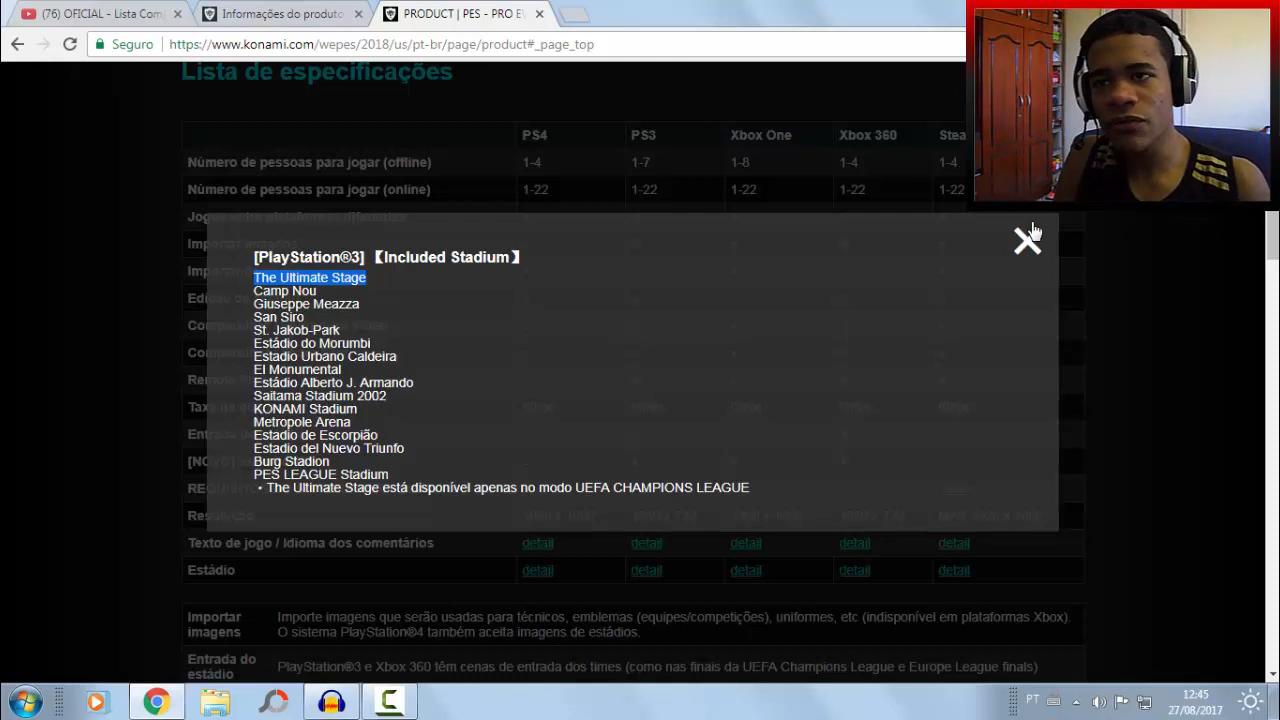 (76) OFICIAL - Lista Com
Informações do produto
PRODUCT | PES - PRO E
Seguro
https://www.konami.com/wepes/2018/us/pt-br/page/product#_page_top
Lista de especificações
PS4 PS3 Xbox One Xbox 360 Stea
Número de pessoas para jogar (offline) 1-4 1-7 1-8 1-4 1-4
Número de pessoas para jogar (online) 1-22 1-22 1-22 1-22 1-22
[PlayStation®3] 【Included Stadium】
The Ultimate Stage
Camp Nou
Giuseppe Meazza
San Siro
St. Jakob-Park
Estádio do Morumbi
Estadio Urbano Caldeira
El Monumental
Estádio Alberto J. Armando
Saitama Stadium 2002
KONAMI Stadium
Metropole Arena
Estadio de Escorpião
Estadio del Nuevo Triunfo
Burg Stadion
PES LEAGUE Stadium
・The Ultimate Stage está disponível apenas no modo UEFA CHAMPIONS LEAGUE
Texto de jogo / Idioma dos comentários detail detail detail detail detail
Estádio detail detail detail detail detail
Importar imagens
Importe imagens que serão usadas para técnicos, emblemas (equipes/competições), uniformes, etc (indisponível em plataformas Xbox).
O sistema PlayStation®4 também aceita imagens de estádios.
Entrada do estádio
PlayStation®3 e Xbox 360 têm cenas de entrada dos times (como nas finais da UEFA Champions League e Europe League finals)
PT
12:45
27/08/2017